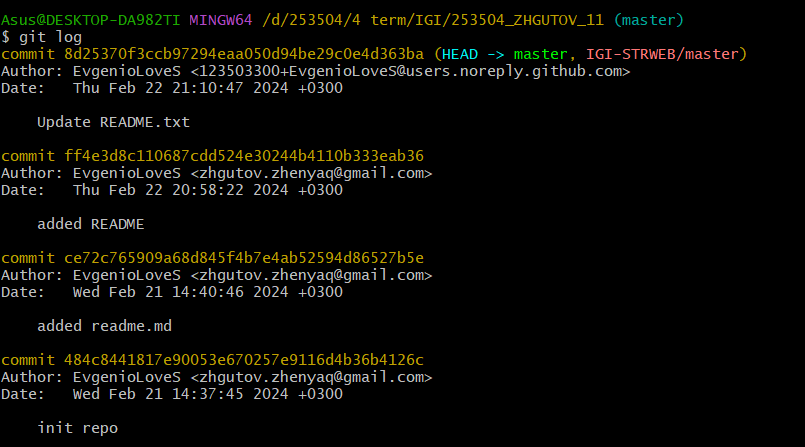 Asus@DESKTOP-DA982TI MINGW64 /d/253504/4 term/IGI/253504_ZHGUTOV_11 (master)
$ git log
commit 8d25370f3ccb97294eaa050d94be29c0e4d363ba (HEAD -> master, IGI-STRWEB/master)
Author: EvgenioLoveS <123503300+EvgenioLoveS@users.noreply.github.com>
Date:   Thu Feb 22 21:10:47 2024 +0300
    Update README.txt
commit ff4e3d8c110687cdd524e30244b4110b333eab36
Author: EvgenioLoveS <zhgutov.zhenyaq@gmail.com>
Date:   Thu Feb 22 20:58:22 2024 +0300
    added README
commit ce72c765909a68d845f4b7e4ab52594d86527b5e
Author: EvgenioLoveS <zhgutov.zhenyaq@gmail.com>
Date:   Wed Feb 21 14:40:46 2024 +0300
    added readme.md
commit 484c8441817e90053e670257e9116d4b36b4126c
Author: EvgenioLoveS <zhgutov.zhenyaq@gmail.com>
Date:   Wed Feb 21 14:37:45 2024 +0300
    init repo